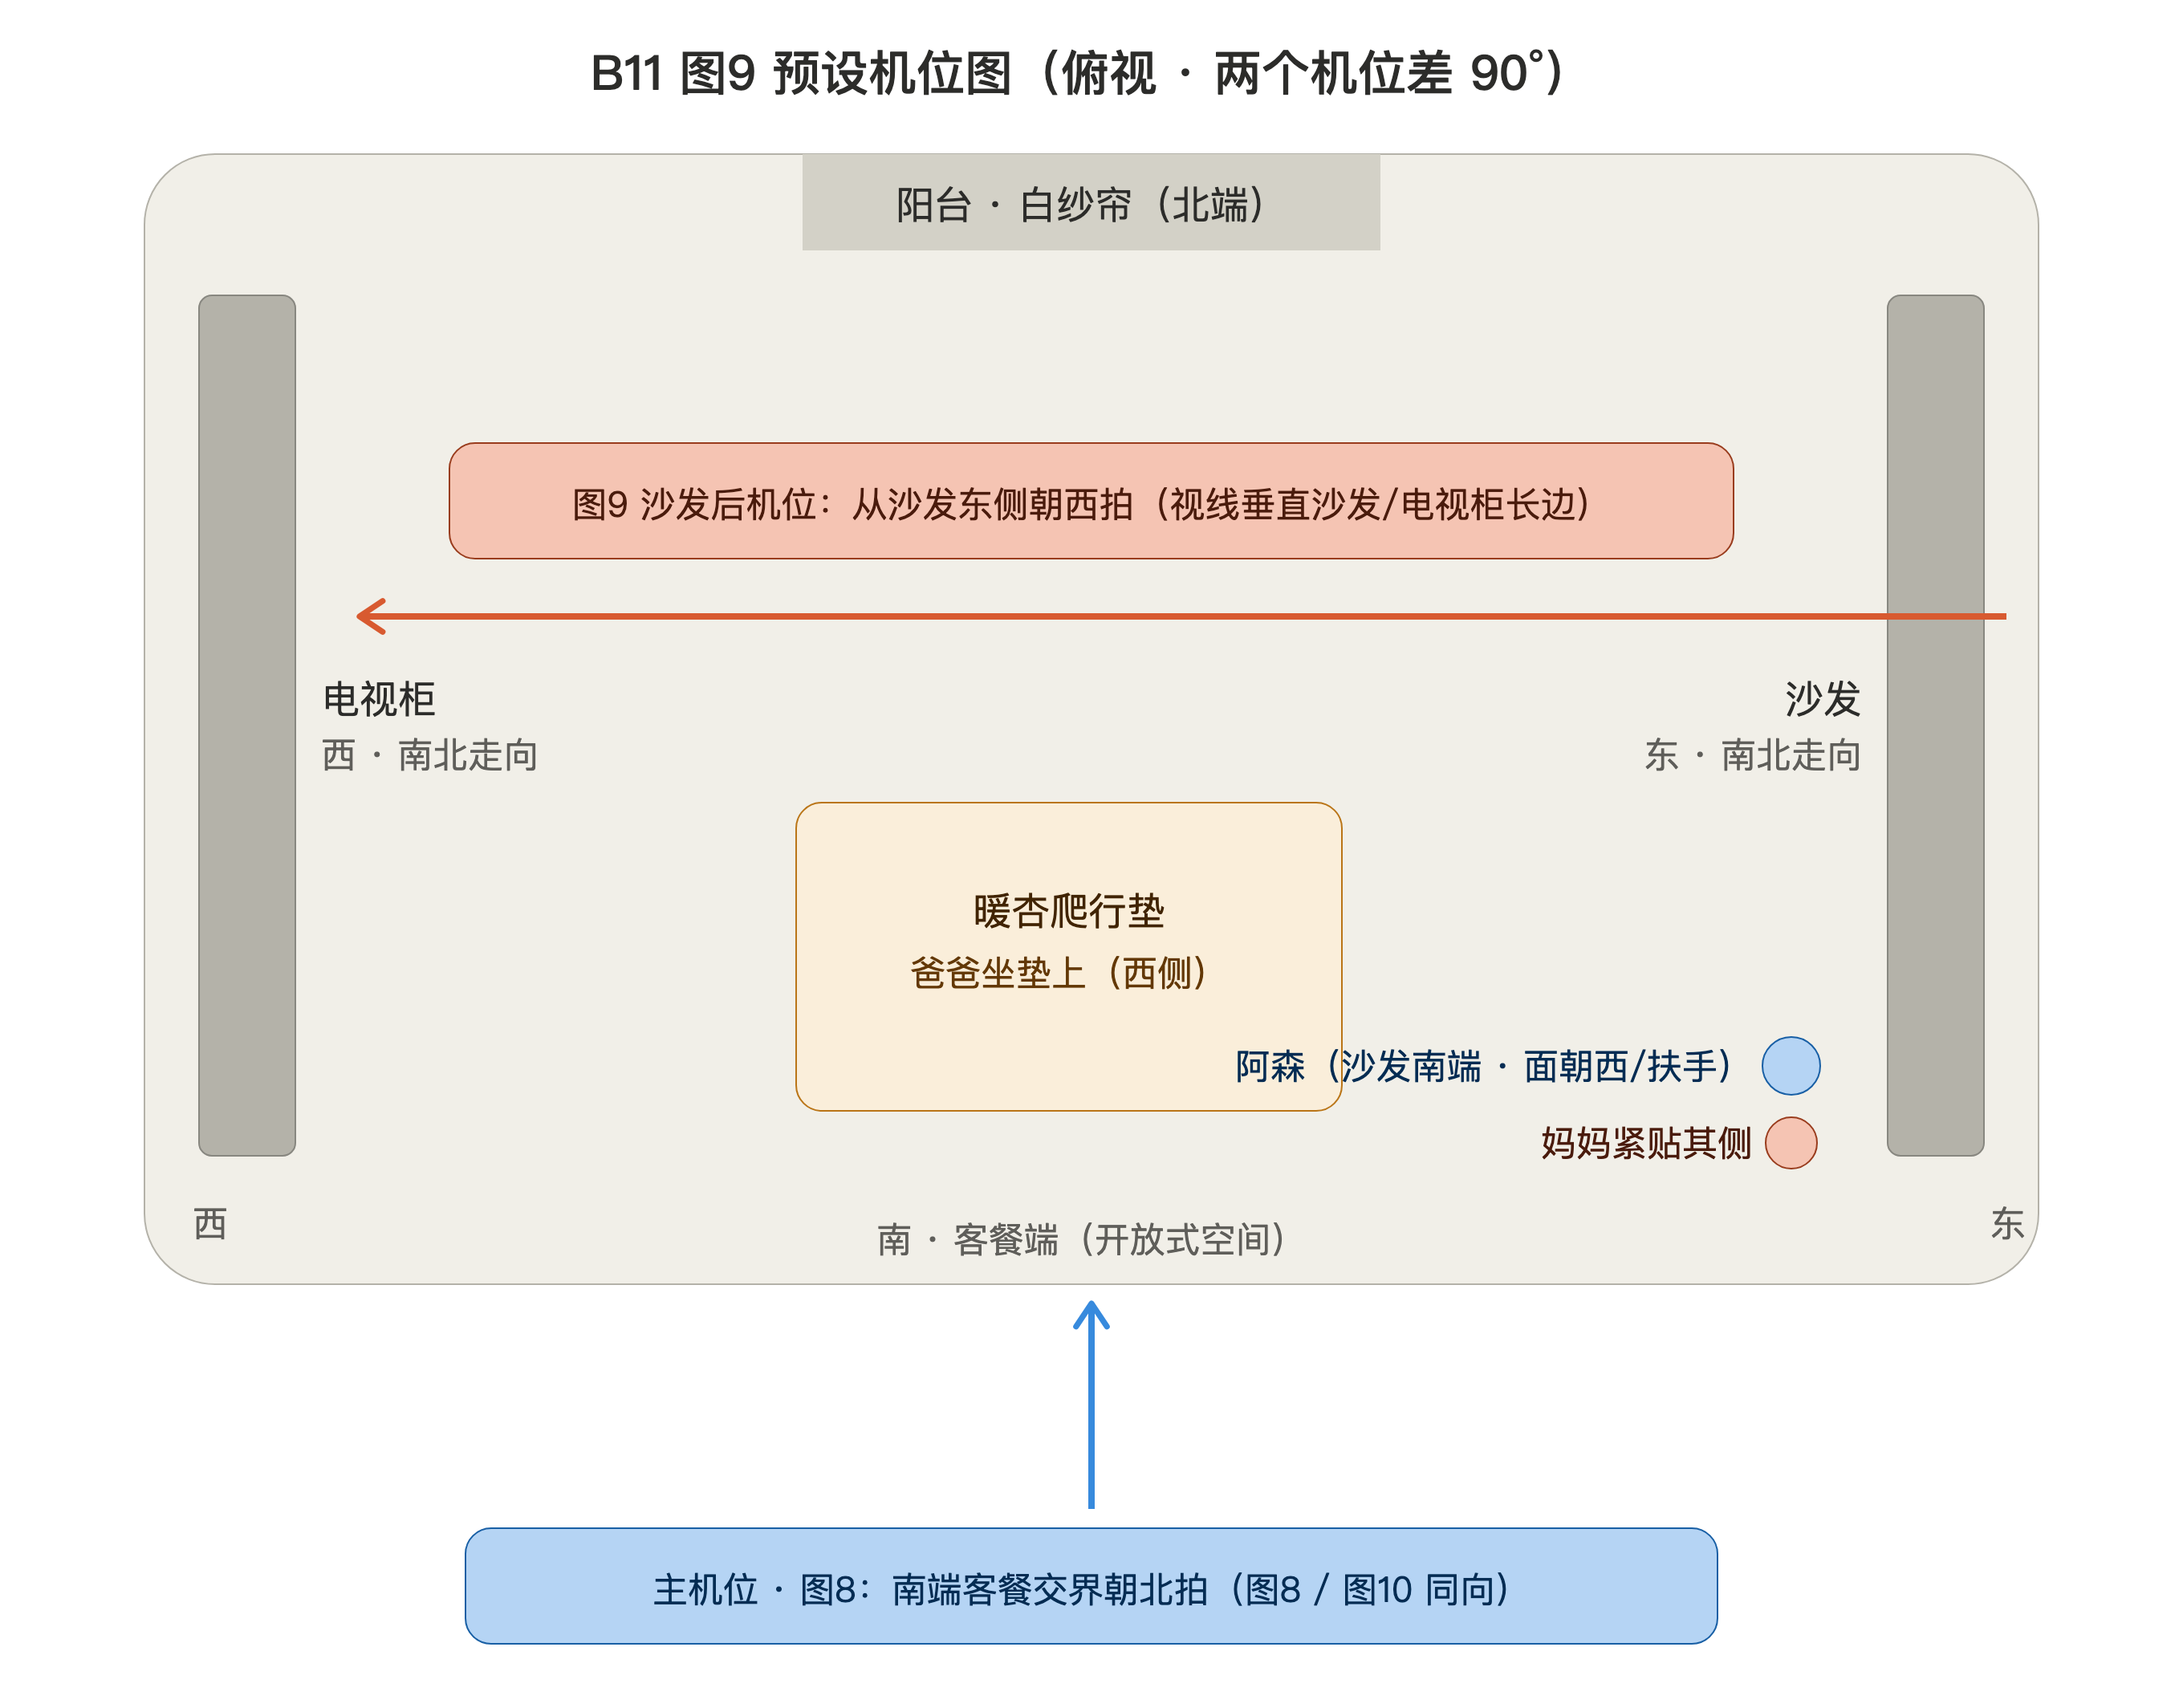 B11 图9 预设机位图（俯视 · 两个机位差 90°）
阳台 · 白纱帘（北端）
图9 沙发后机位：从沙发东侧朝西拍（视线垂直沙发/电视柜长边）
电视柜
西 · 南北走向
沙发
东 · 南北走向
暖杏爬行垫
爸爸坐垫上（西侧）
阿森（沙发南端 · 面朝西/扶手）
妈妈紧贴其侧
西
南 · 客餐端（开放式空间）
东
主机位 · 图8：南端客餐交界朝北拍（图8 / 图10 同向）